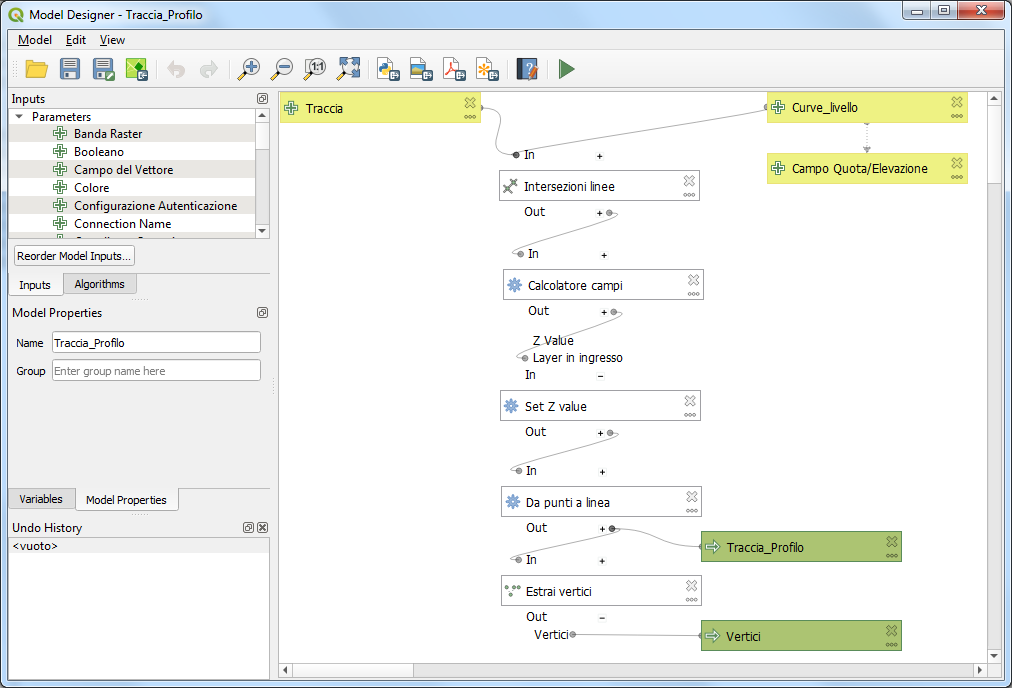 Model Designer - Traccia_Profilo
Model Edit View
1:1
Inputs
Parameters
Banda Raster
Booleano
Campo del Vettore
Colore
Configurazione Autenticazione
Connection Name
Reorder Model Inputs...
Inputs Algorithms
Model Properties
Name Traccia_Profilo
Group Enter group name here
Variables Model Properties
Undo History
<vuoto>
Traccia
Curve_livello
Campo Quota/Elevazione
In +
Intersezioni linee
Out +
In +
Calcolatore campi
Out +
Z Value
Layer in ingresso
In -
Set Z value
Out +
In +
Da punti a linea
Out +
Traccia_Profilo
In +
Estrai vertici
Out -
Vertici
Vertici